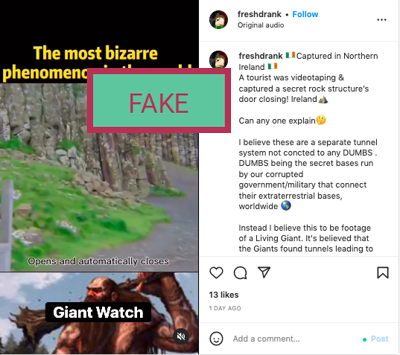 The most bizarre
FAKE
Opens and automatically closes
Giant Watch
freshdrank • Follow
Original audio
freshdrank 🇮🇪Captured in Northern
Ireland 🇮🇪
A tourist was videotaping &
captured a secret rock structure's
door closing! Ireland🏔️
Can any one explain🤔
I believe these are a separate tunnel
system not concted to any DUMBS .
DUMBS being the secret bases run
by our corrupted
government/military that connect
their extraterrestrial bases,
worldwide 🌎
Instead I believe this to be footage
of a Living Giant. It's believed that
the Giants found tunnels leading to
13 likes
1 DAY AGO
Add a comment...
Post